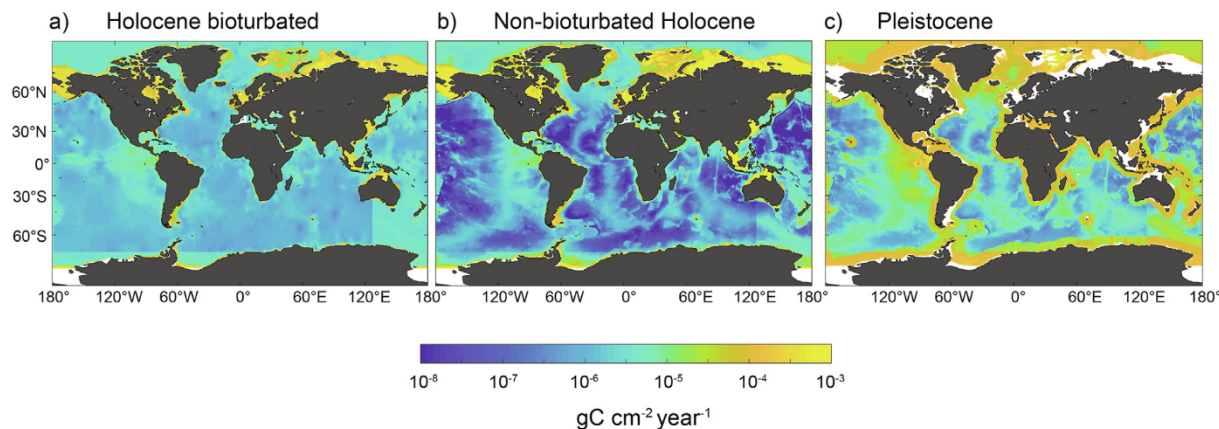 a) Holocene bioturbated b) Non-bioturbated Holocene c) Pleistocene
60°N
30°N
0°
30°S
60°S
180° 120°W 60°W 0° 60°E 120°E 180° 120°W 60°W 0° 60°E 120°E 180° 120°W 60°W 0° 60°E 120°E 180°
10⁻⁸ 10⁻⁷ 10⁻⁶ 10⁻⁵ 10⁻⁴ 10⁻³
gC cm⁻² year⁻¹